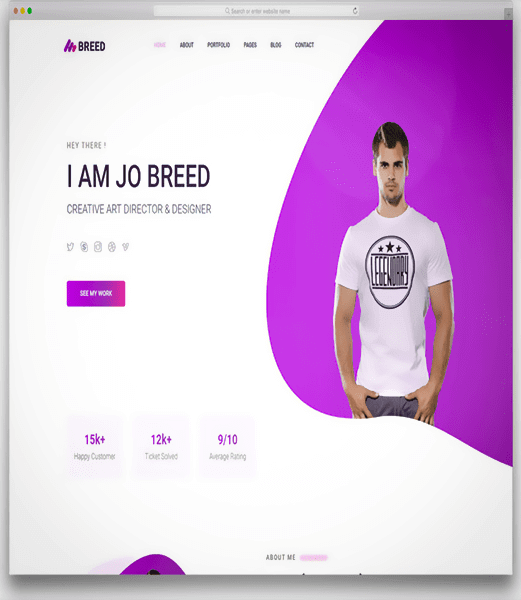 Search or enter website name
BREED
HOME ABOUT PORTFOLIO PAGES BLOG CONTACT
HEY THERE !
I AM JO BREED
CREATIVE ART DIRECTOR & DESIGNER
SEE MY WORK
LEGENDARY
15k+ 12k+ 9/10
Happy Customer Ticket Solved Average Rating
ABOUT ME